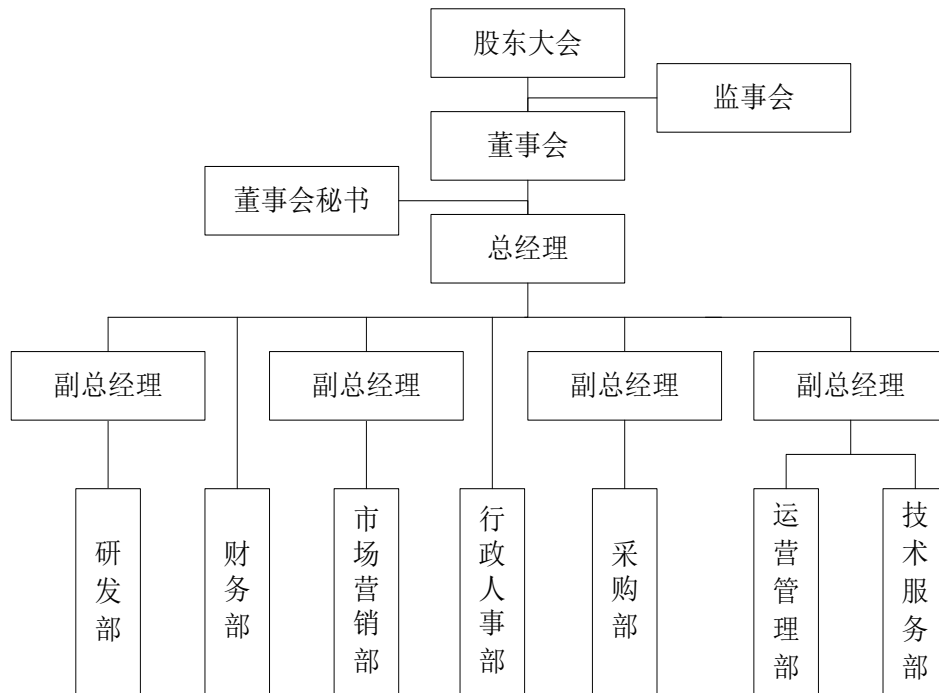 股东大会
监事会
董事会
董事会秘书
总经理
副总经理
副总经理
副总经理
副总经理
研发部
财务部
市场营销部
行政人事部
采购部
运营管理部
技术服务部